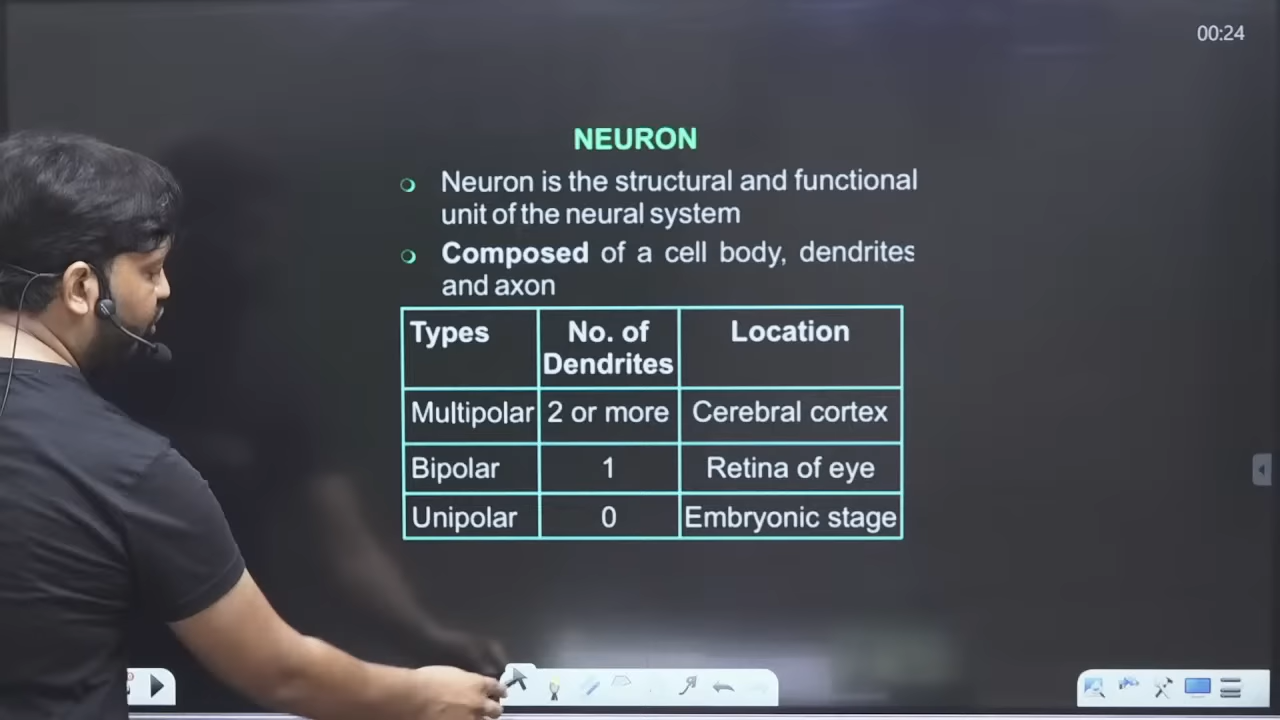 00:24
NEURON
Neuron is the structural and functional
unit of the neural system
Composed of a cell body, dendrites
and axon
Types No. of Dendrites Location
Multipolar 2 or more Cerebral cortex
Bipolar 1 Retina of eye
Unipolar 0 Embryonic stage